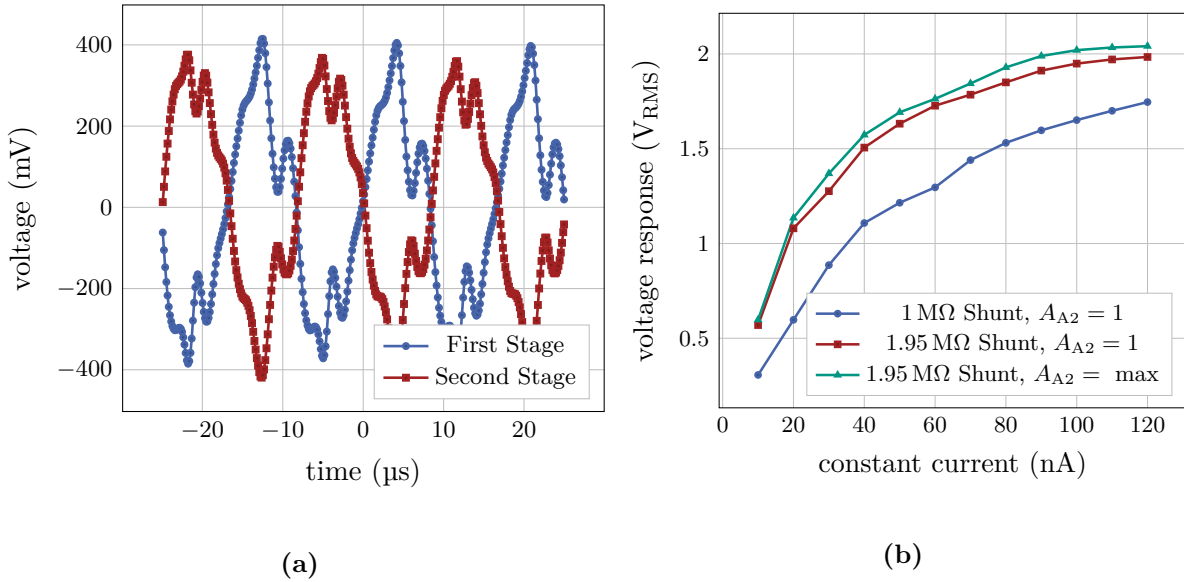 400
200
0
−200
−400
voltage (mV)
−20 −10 0 10 20
time (µs)
First Stage
Second Stage
(a)
2
1.5
1
0.5
voltage response (V_RMS)
0 20 40 60 80 100 120
constant current (nA)
1 MΩ Shunt, A_A2 = 1
1.95 MΩ Shunt, A_A2 = 1
1.95 MΩ Shunt, A_A2 = max
(b)